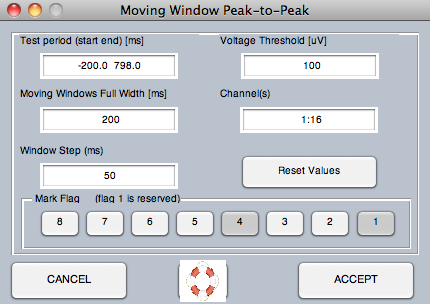 Moving Window Peak-to-Peak
Test period (start end) [ms]
Voltage Threshold [uV]
-200.0 798.0
100
Moving Windows Full Width [ms]
Channel(s)
200
1:16
Window Step (ms)
50
Reset Values
Mark Flag (flag 1 is reserved)
8 7 6 5 4 3 2 1
CANCEL
ACCEPT